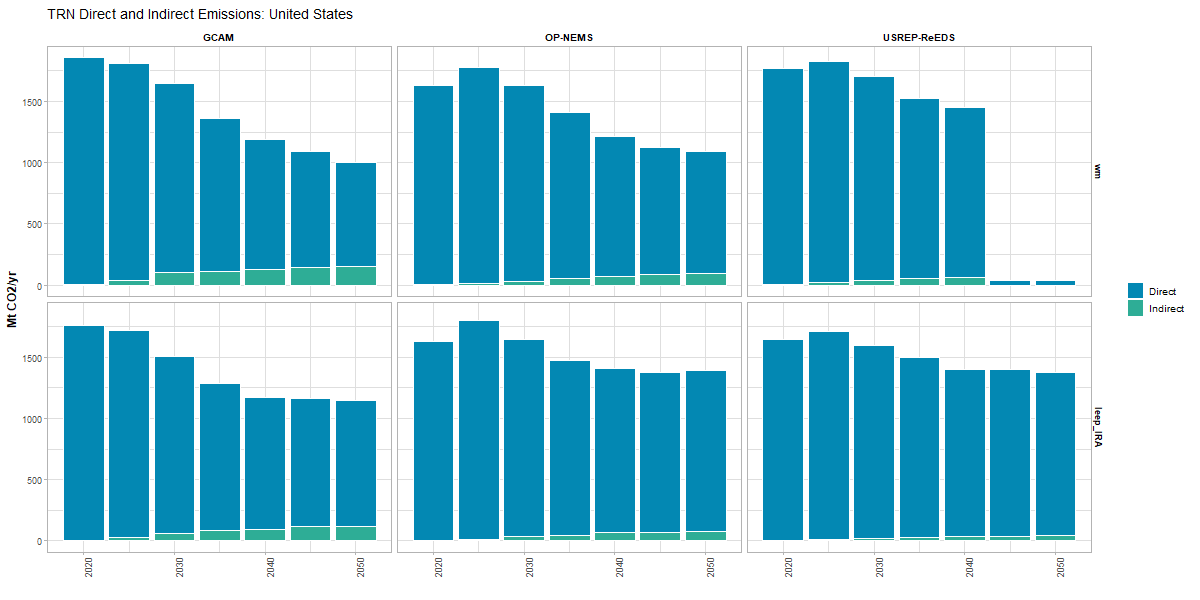 TRN Direct and Indirect Emissions: United States
GCAM
OP-NEMS
USREP-ReEDS
Mt CO2/yr
1500
1000
500
0
wm
1500
1000
500
0
leep_IRA
2020
2030
2040
2050
2020
2030
2040
2050
2020
2030
2040
2050
Direct
Indirect